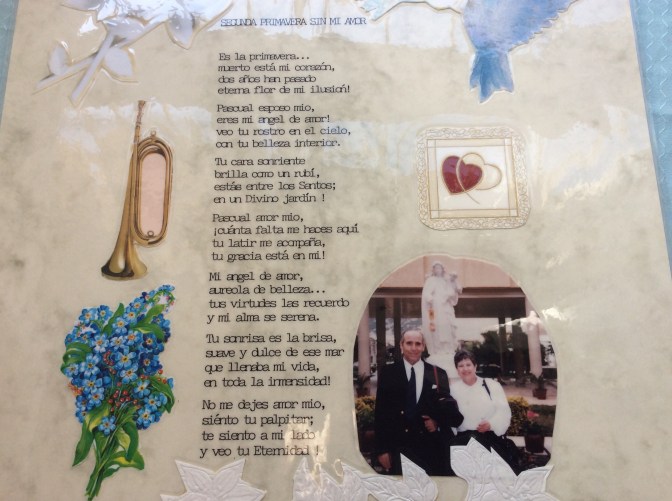 SEGUNDA PRIMAVERA SIN MI AMOR
Es la primavera...
muerto está mi corazón,
dos años han pasado
eterna flor de mi ilusión!
Pascual esposo mio,
eres mi angel de amor!
veo tu rostro en el cielo,
con tu belleza interior.
Tu cara sonriente
brilla como un rubí,
estás entre los Santos;
en un Divino jardín !
Pascual amor mio,
¡cuánta falta me haces aquí
tu latir me acompaña,
tu gracia está en mi!
Mi angel de amor,
aureola de belleza...
tus virtudes las recuerdo
y mi alma se serena.
Tu sonrisa es la brisa,
suave y dulce de ese mar
que llenaba mi vida,
en toda la irmensidad!
No me dejes amor mio,
siénto tu palpitar;
te siento a mi lado
y veo tu Eternidad !